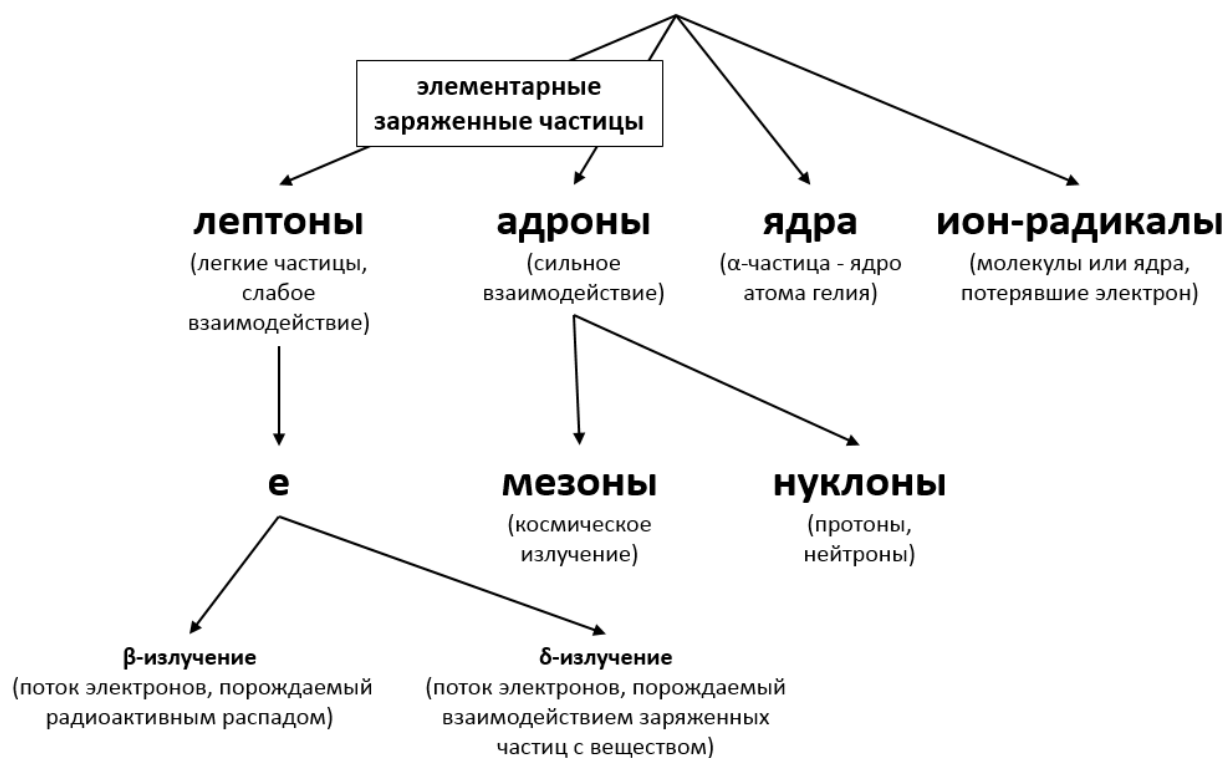 элементарные
заряженные частицы
лептоны
(легкие частицы,
слабое
взаимодействие)
адроны
(сильное
взаимодействие)
ядра
(α-частица - ядро
атома гелия)
ион-радикалы
(молекулы или ядра,
потерявшие электрон)
е
мезоны
(космическое
излучение)
нуклоны
(протоны,
нейтроны)
β-излучение
(поток электронов, порождаемый
радиоактивным распадом)
δ-излучение
(поток электронов, порождаемый
взаимодействием заряженных
частиц с веществом)